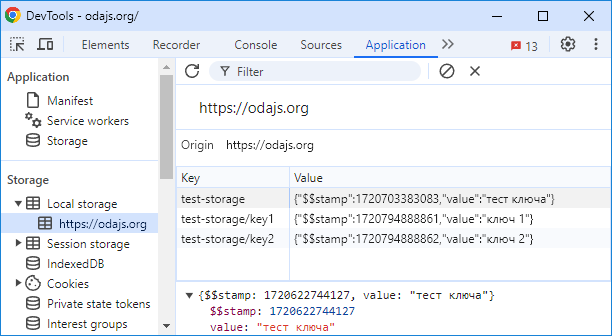 DevTools - odajs.org/
Elements Recorder Console Sources Application 13
Application
Manifest
Service workers
Storage
Storage
Local storage
https://odajs.org
Session storage
IndexedDB
Cookies
Private state tokens
Interest groups
Filter
https://odajs.org
Origin https://odajs.org
Key Value
test-storage {"$$stamp":1720703383083,"value":"тест ключа"}
test-storage/key1 {"$$stamp":1720794888861,"value":"ключ 1"}
test-storage/key2 {"$$stamp":1720794888862,"value":"ключ 2"}
{$$stamp: 1720622744127, value: "тест ключа"}
$$stamp: 1720622744127
value: "тест ключа"